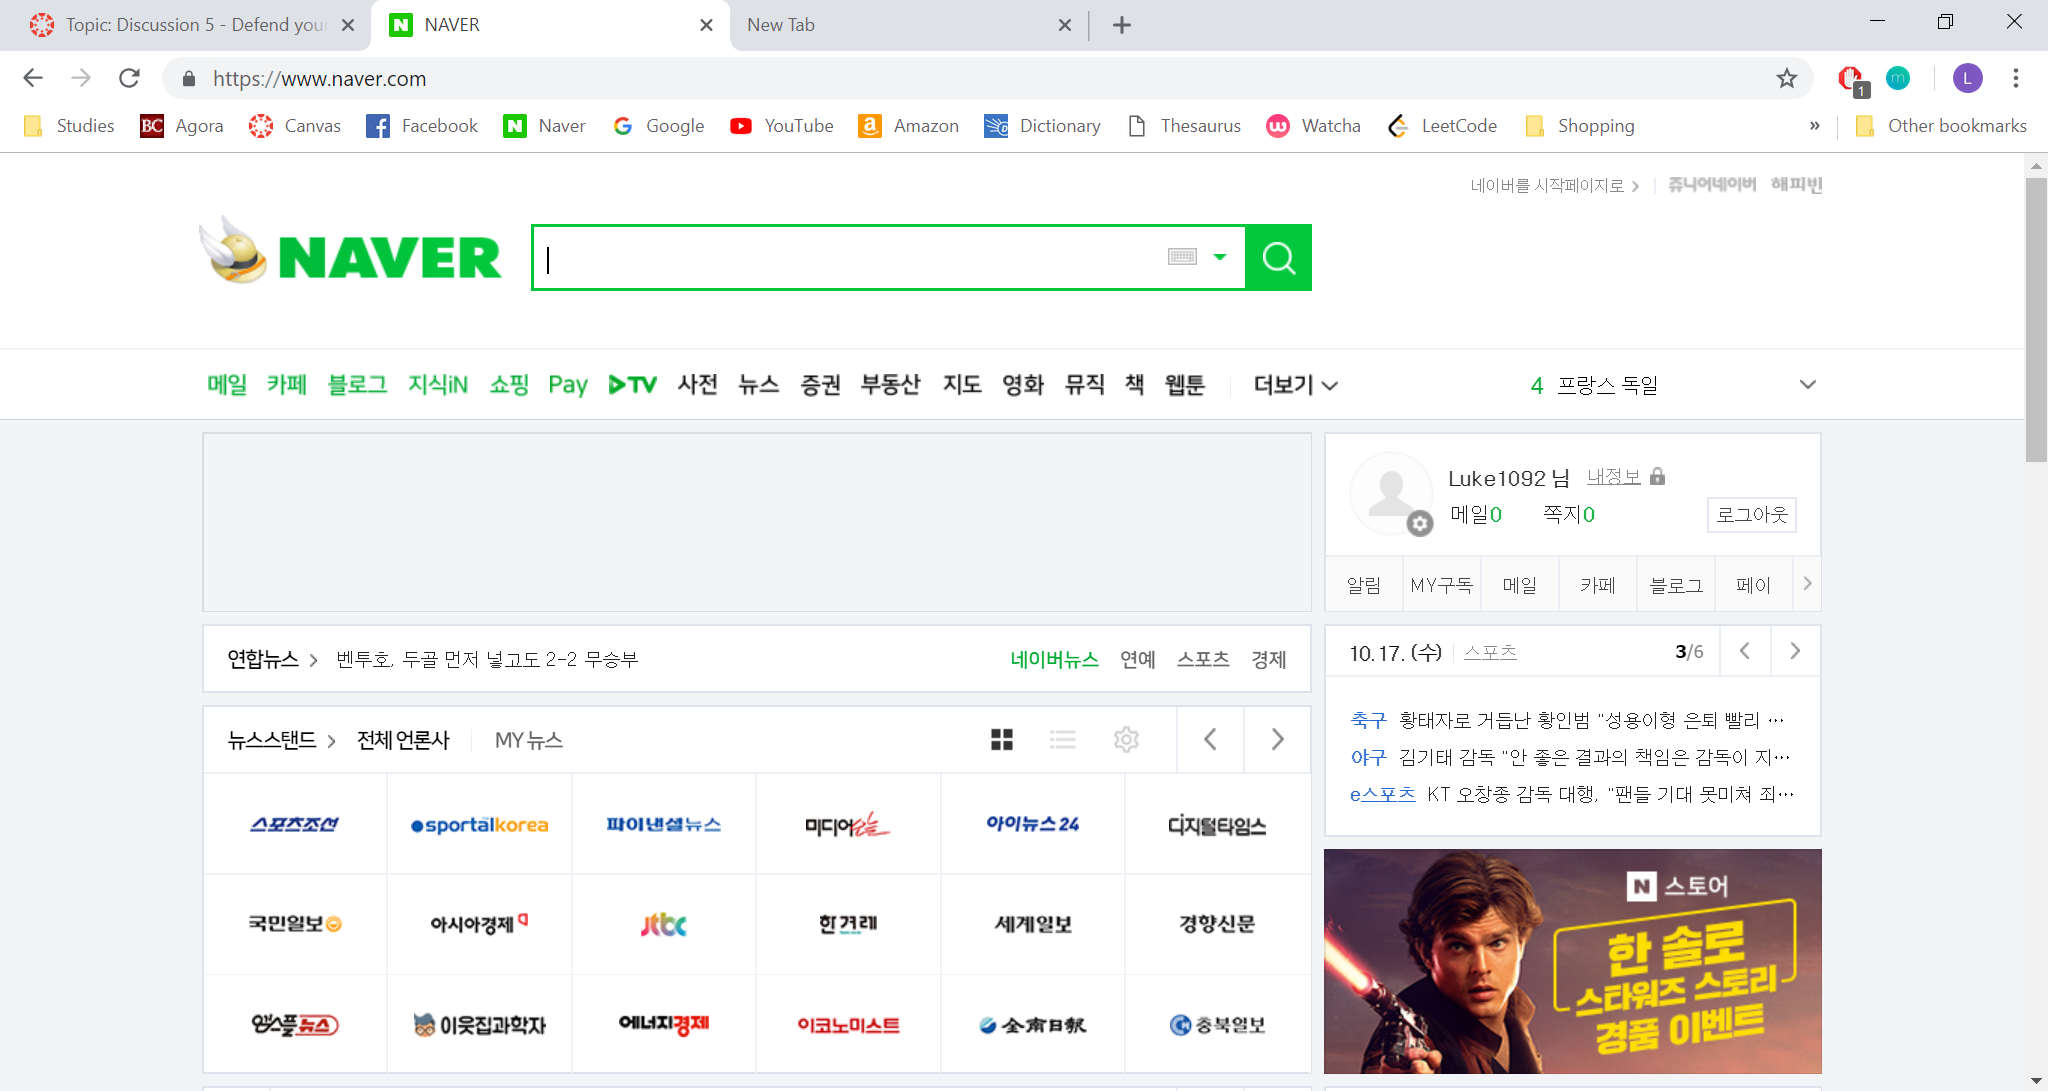 Topic: Discussion 5 - Defend your
NAVER
New Tab
https://www.naver.com
1
m
L
Studies
BC Agora
Canvas
Facebook
Naver
Google
YouTube
Amazon
Dictionary
Thesaurus
Watcha
LeetCode
Shopping
»
Other bookmarks
네이버를 시작페이지로
쥬니어네이버 해피빈
NAVER
메일 카페 블로그 지식iN 쇼핑 Pay TV 사전 뉴스 증권 부동산 지도 영화 뮤직 책 웹툰 더보기
4 프랑스 독일
Luke1092 님 내정보
메일0 쪽지0 로그아웃
알림 MY구독 메일 카페 블로그 페이
연합뉴스 벤투호, 두골 먼저 넣고도 2-2 무승부 네이버뉴스 연예 스포츠 경제
10.17. (수) 스포츠 3/6
축구 황태자로 거듭난 황인범 "성용이형 은퇴 빨리 …
야구 김기태 감독 "안 좋은 결과의 책임은 감독이 지…
e스포츠 KT 오창종 감독 대행, "팬들 기대 못미쳐 죄…
뉴스스탠드 전체 언론사 MY 뉴스
스포츠조선 sportalkorea 파이낸셜뉴스 미디어오늘 아이뉴스24 디지털타임스
국민일보 아시아경제 jtbc 한겨레 세계일보 경향신문
앱스플뉴스 이웃집과학자 에너지경제 이코노미스트 全南日報 충북일보
N 스토어
한 솔로
스타워즈 스토리
경품 이벤트